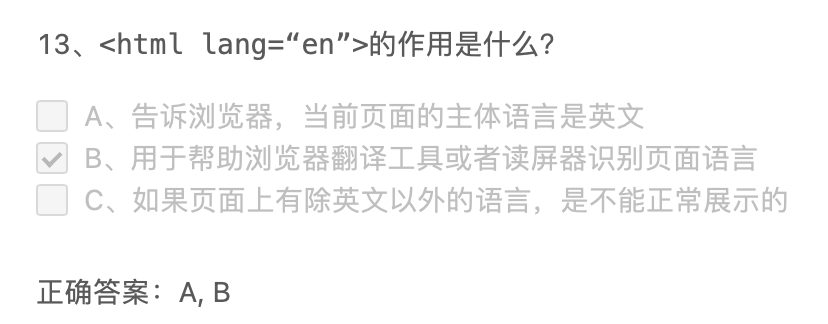 13、<html lang=“en”>的作用是什么?
A、告诉浏览器，当前页面的主体语言是英文
B、用于帮助浏览器翻译工具或者读屏器识别页面语言
C、如果页面上有除英文以外的语言，是不能正常展示的
正确答案：A, B